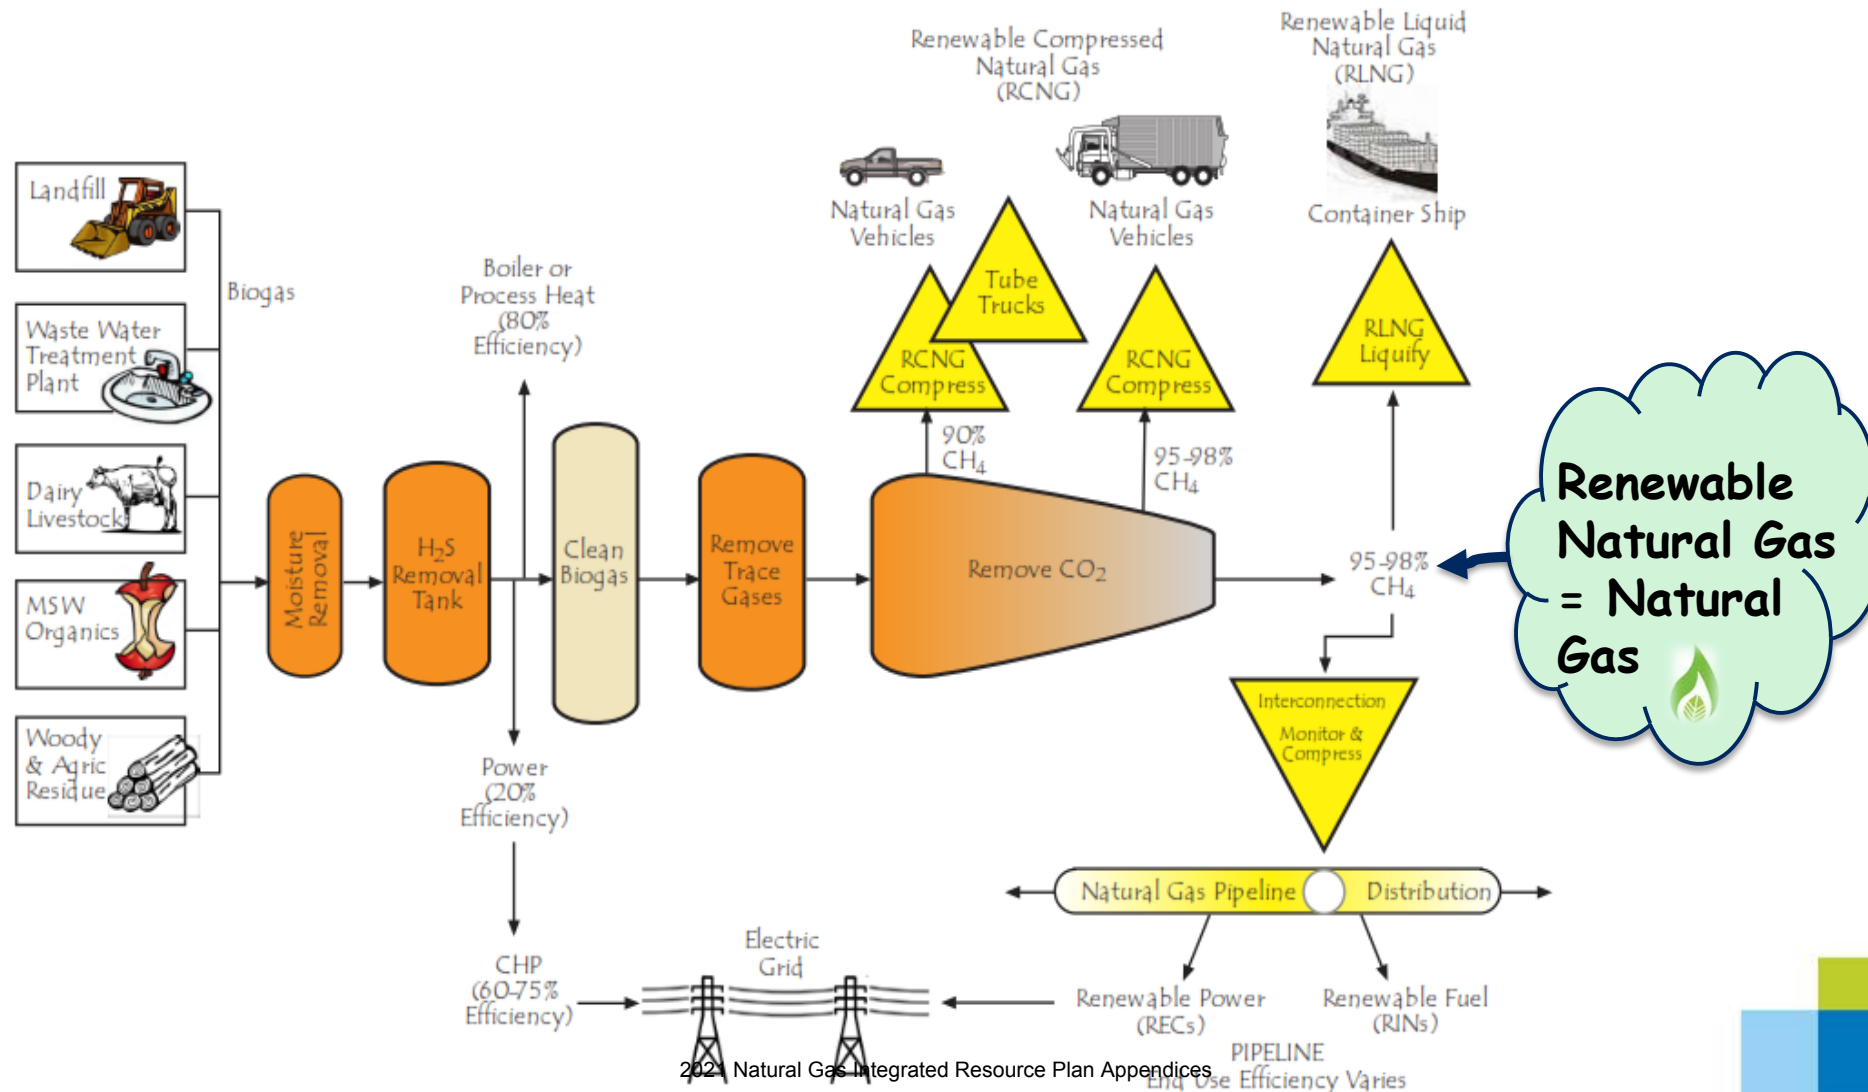 Renewable Compressed
Natural Gas
(RCNG)
Renewable Liquid
Natural Gas
(RLNG)
Natural Gas
Vehicles
Natural Gas
Vehicles
Container Ship
Landfill
Biogas
Waste Water
Treatment
Plant
Dairy
Livestock
MSW
Organics
Woody
& Agric
Residue
Boiler or
Process Heat
(80%
Efficiency)
Tube
Trucks
RCNG
Compress
RCNG
Compress
RLNG
Liquify
90%
CH4
95-98%
CH4
Moisture
Removal
H2S
Removal
Tank
Clean
Biogas
Remove
Trace
Gases
Remove CO2
95-98%
CH4
Renewable
Natural Gas
= Natural
Gas
Interconnection
Monitor &
Compress
Power
(20%
Efficiency)
Natural Gas Pipeline
Distribution
CHP
(60-75%
Efficiency)
Electric
Grid
Renewable Power
(RECs)
Renewable Fuel
(RINs)
PIPELINE
End Use Efficiency Varies
2021 Natural Gas Integrated Resource Plan Appendices